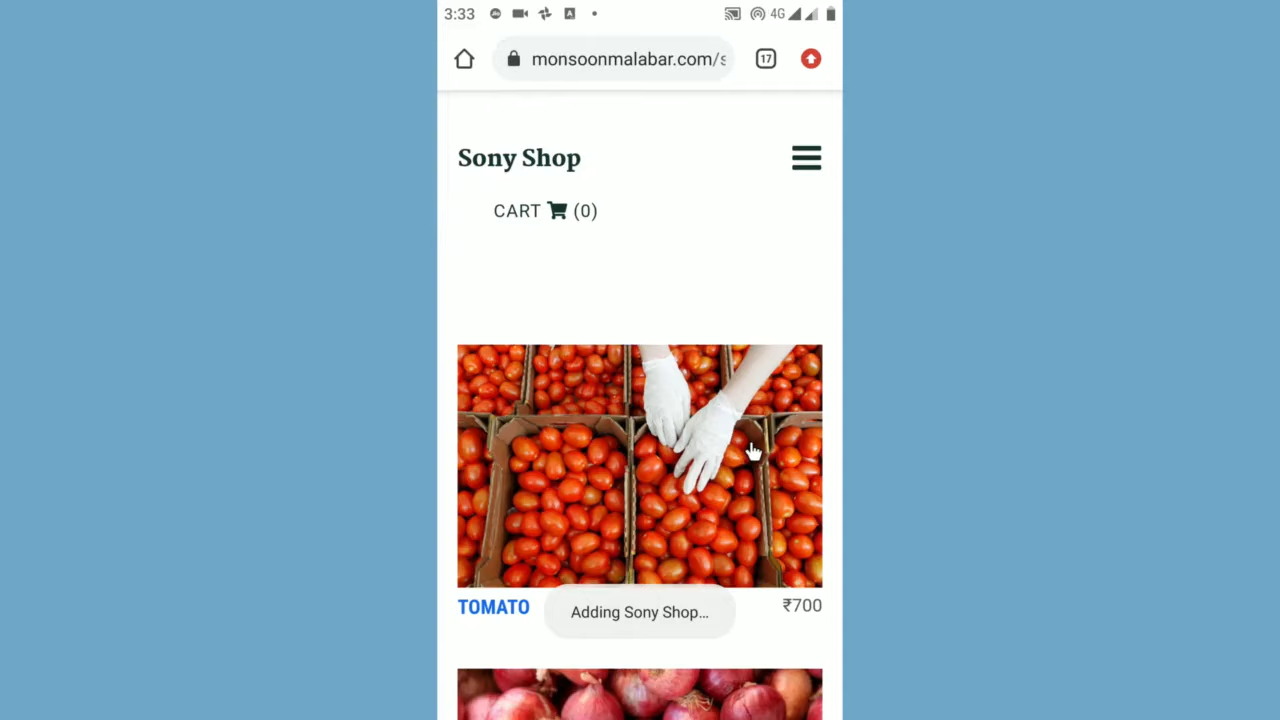 3:33
4G
monsoonmalabar.com/s
17
Sony Shop
CART (0)
TOMATO
₹700
Adding Sony Shop…